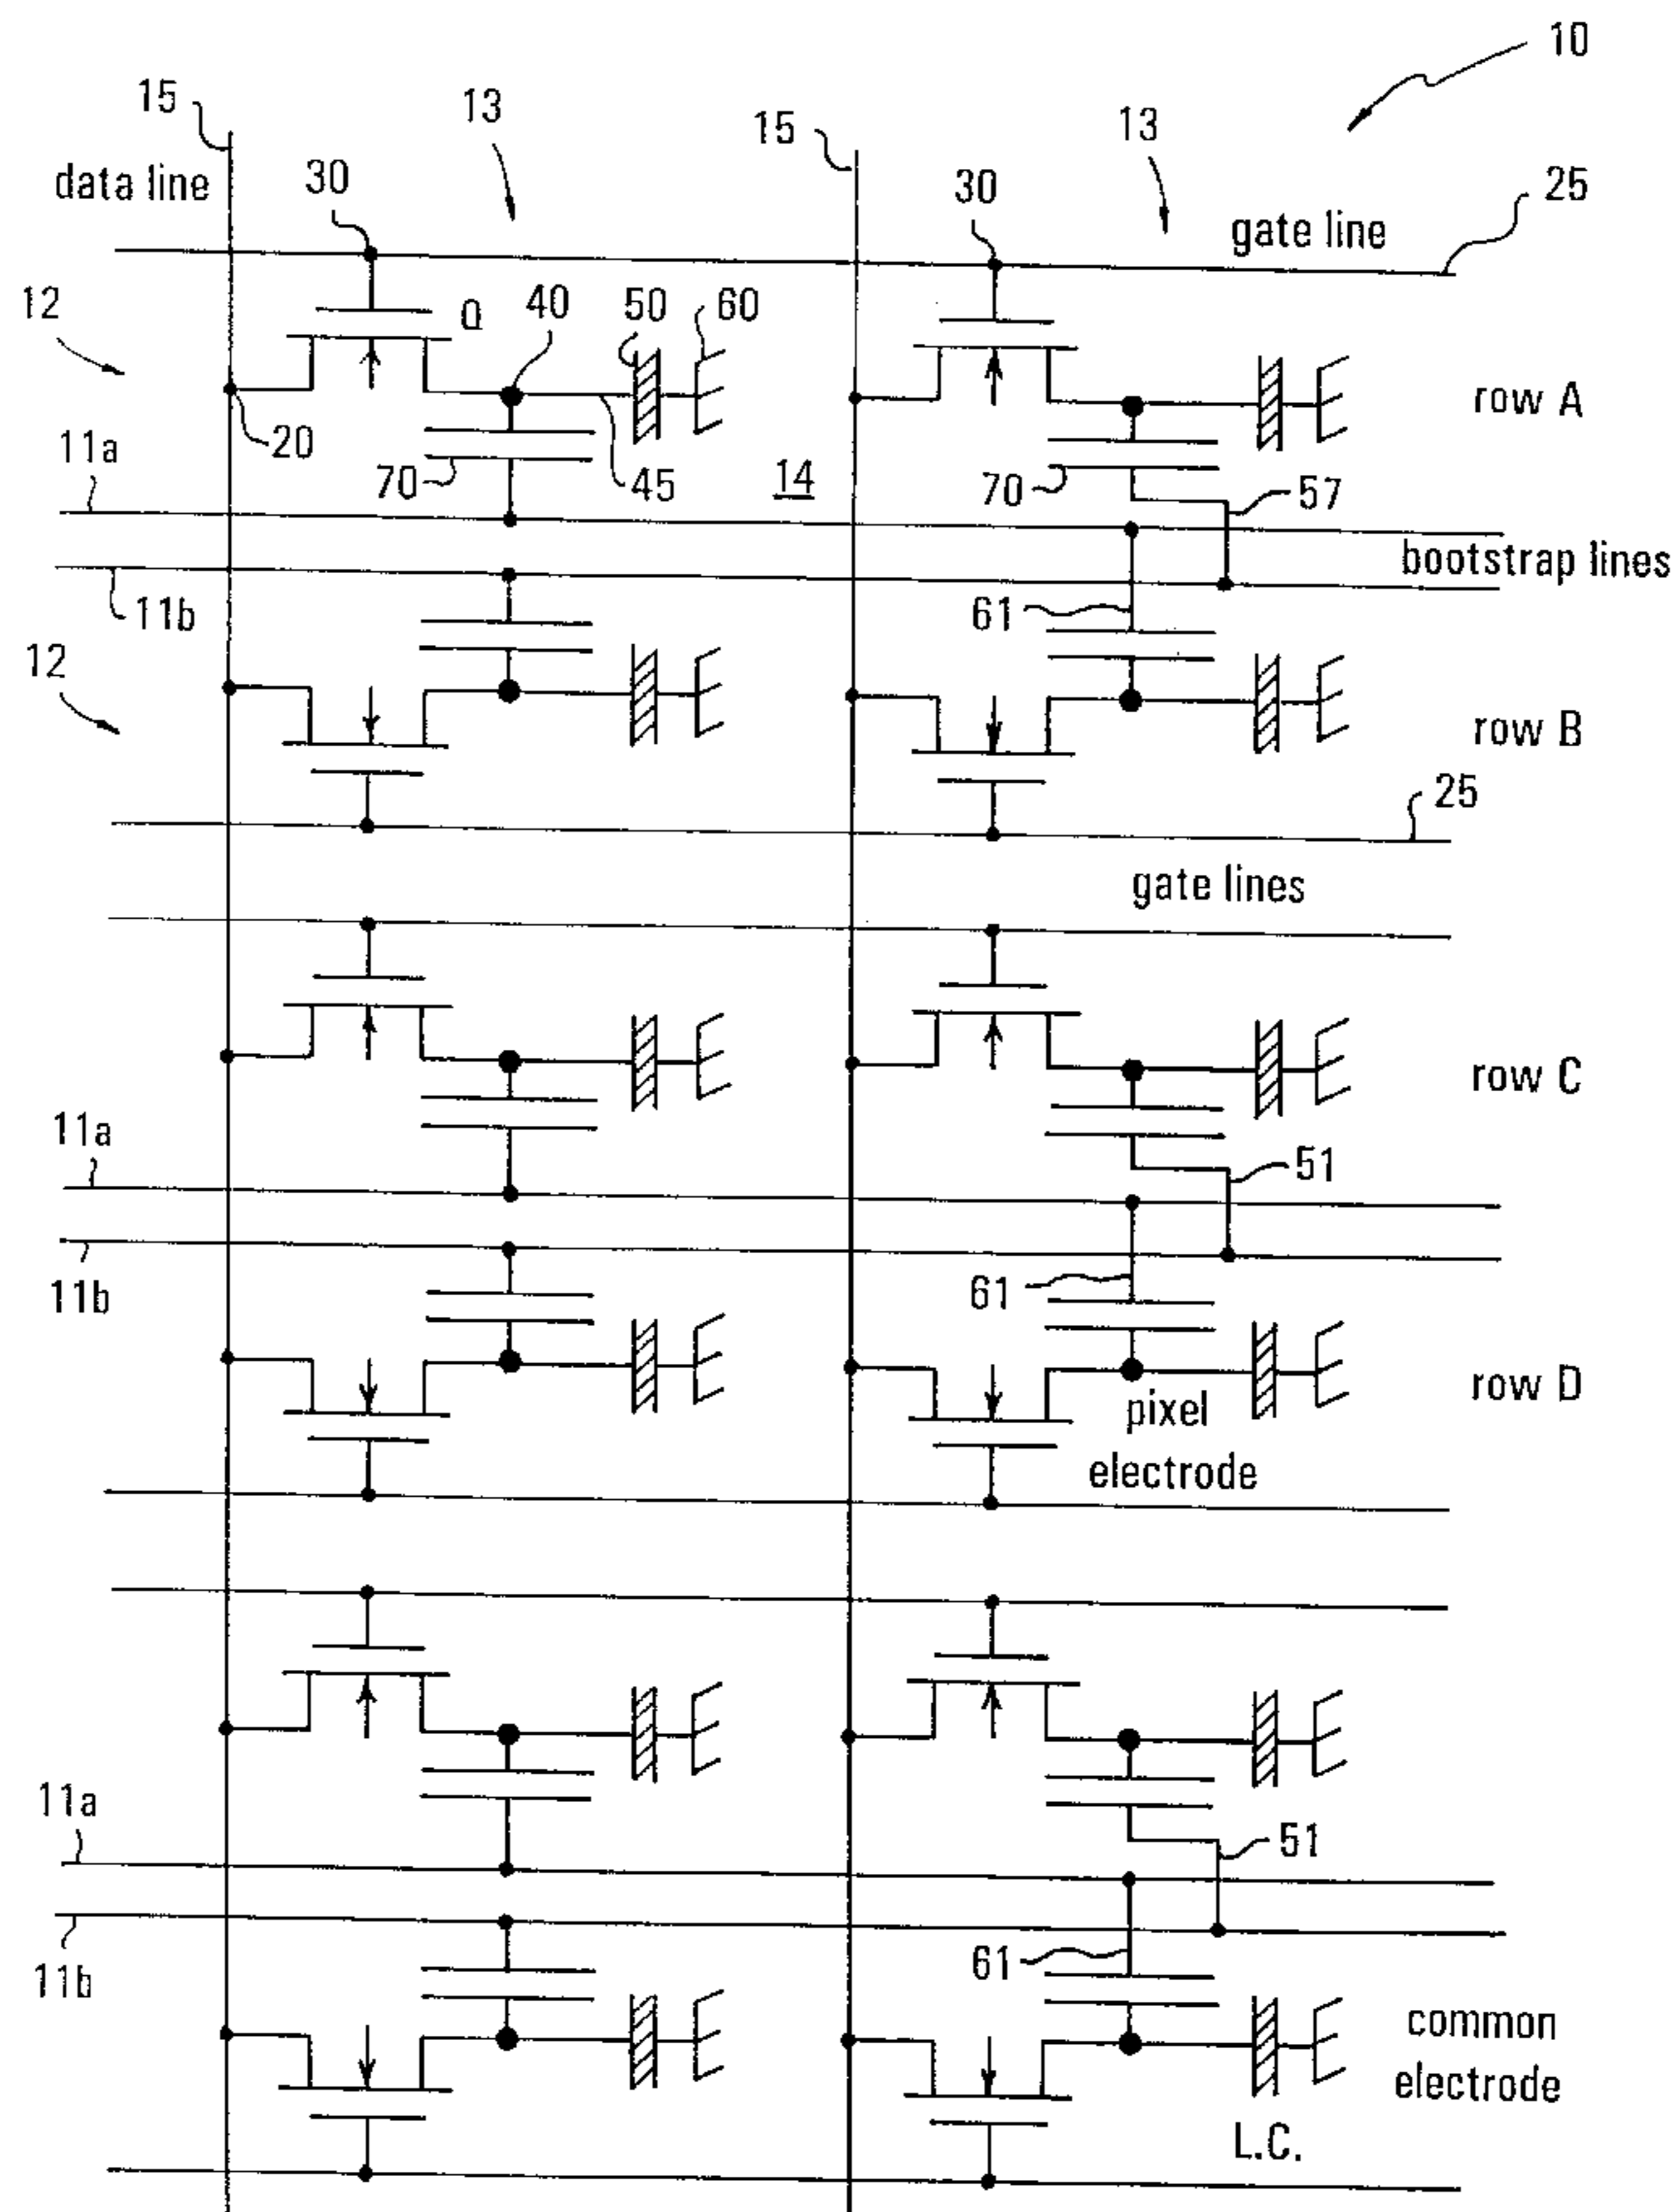 10
15
13
15
13
data line
30
30
25
gate line
12
Q
40
50
60
row A
20
11a
70
45
14
70
57
bootstrap lines
11b
61
12
row B
25
gate lines
row C
11a
51
11b
61
row D
pixel
electrode
11a
51
11b
61
common
electrode
L.C.